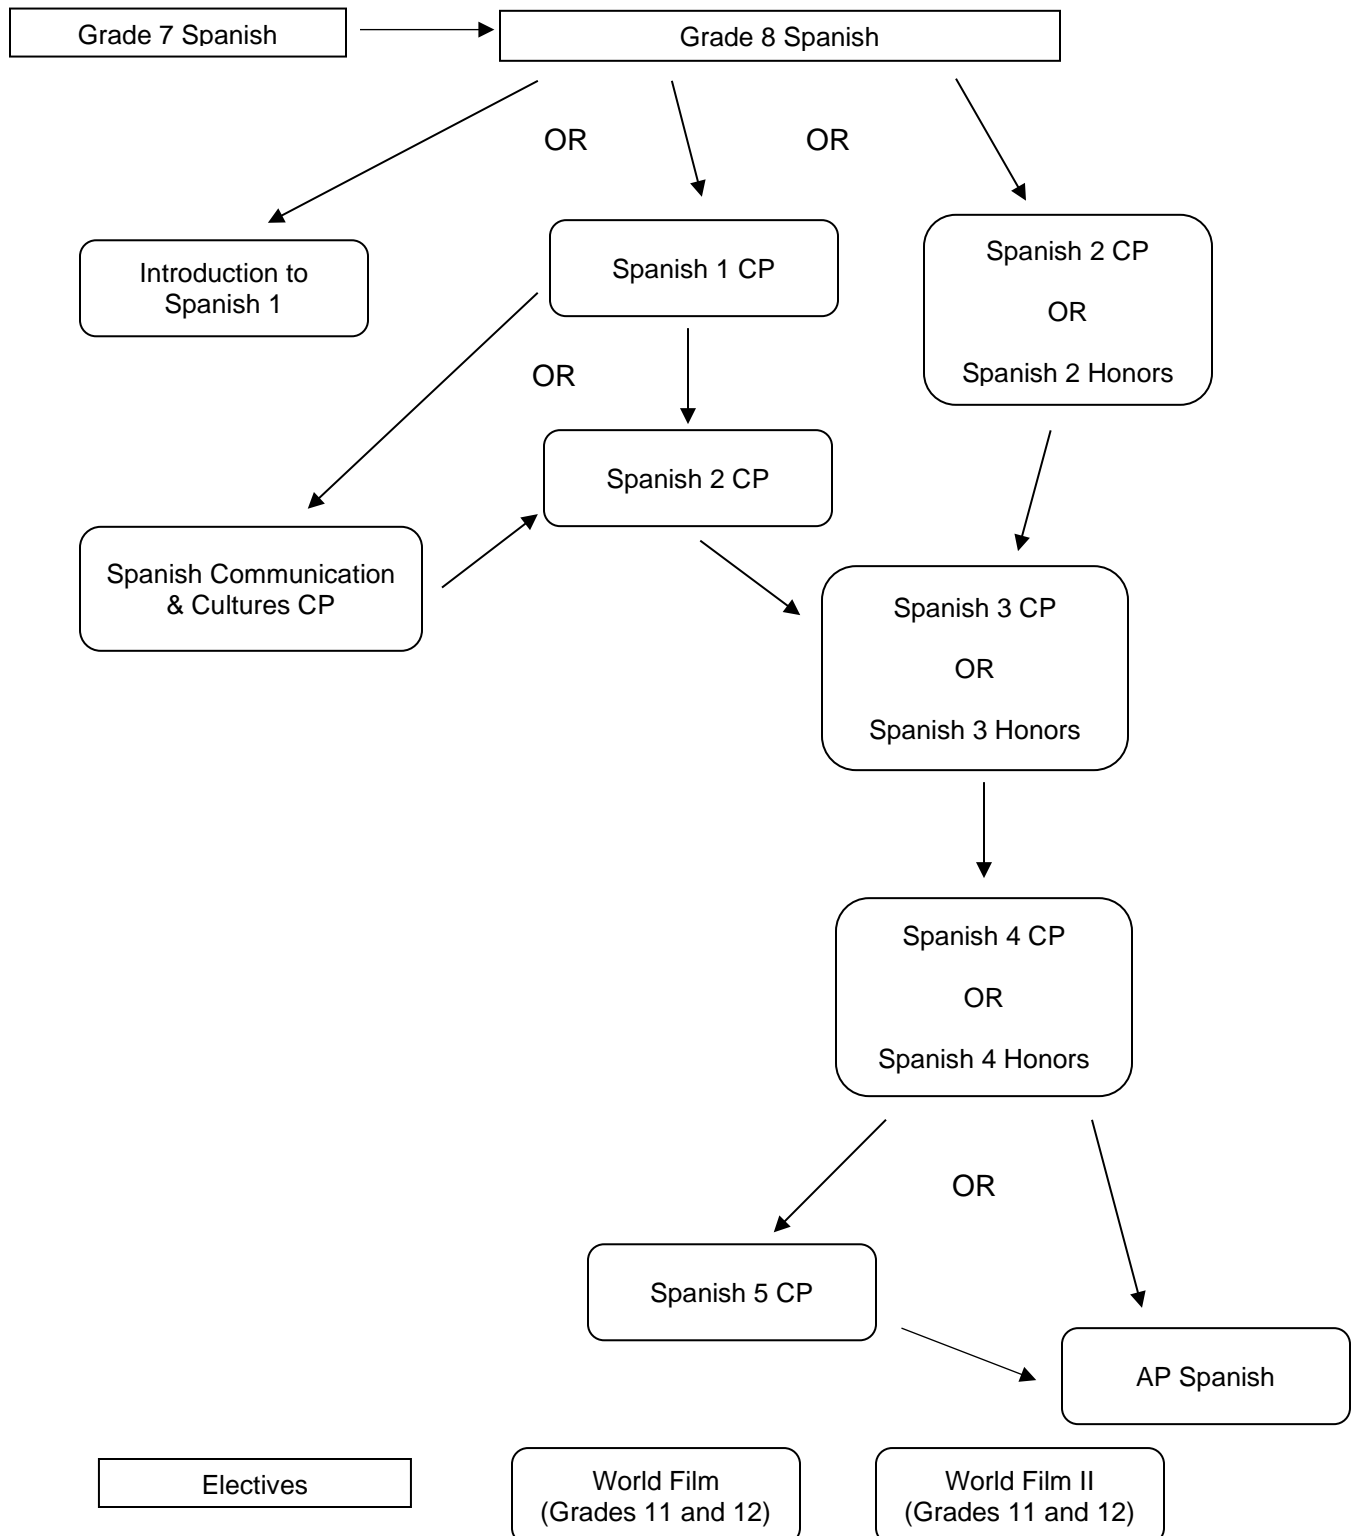 Grade 7 Spanish
Grade 8 Spanish
OR
OR
Introduction to
Spanish 1
Spanish 1 CP
Spanish 2 CP
OR
Spanish 2 Honors
OR
Spanish 2 CP
Spanish Communication
& Cultures CP
Spanish 3 CP
OR
Spanish 3 Honors
Spanish 4 CP
OR
Spanish 4 Honors
OR
Spanish 5 CP
AP Spanish
Electives
World Film
(Grades 11 and 12)
World Film II
(Grades 11 and 12)